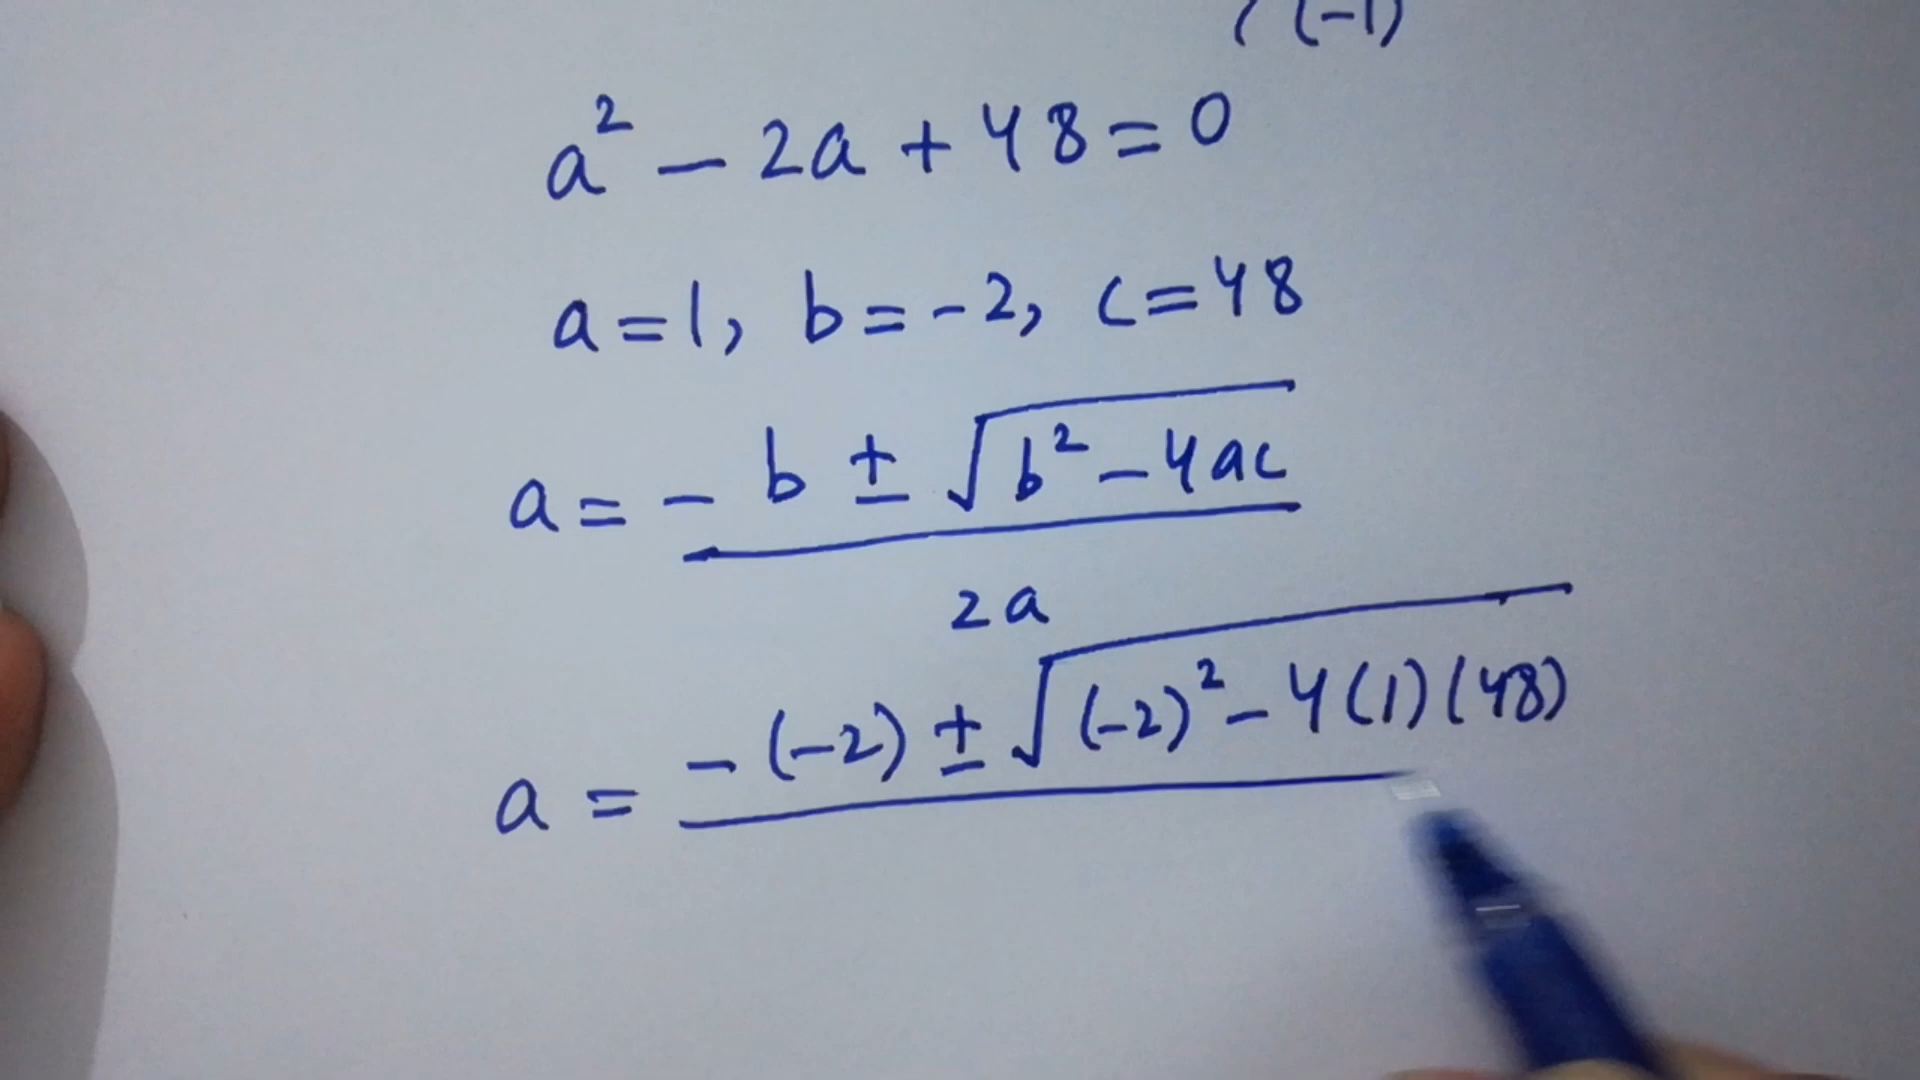 (-1)
a² - 2a + 48 = 0
a = 1, b = -2, c = 48
a = - b ± √b² - 4ac
2a
a = - (-2) ± √(-2)² - 4(1)(48)